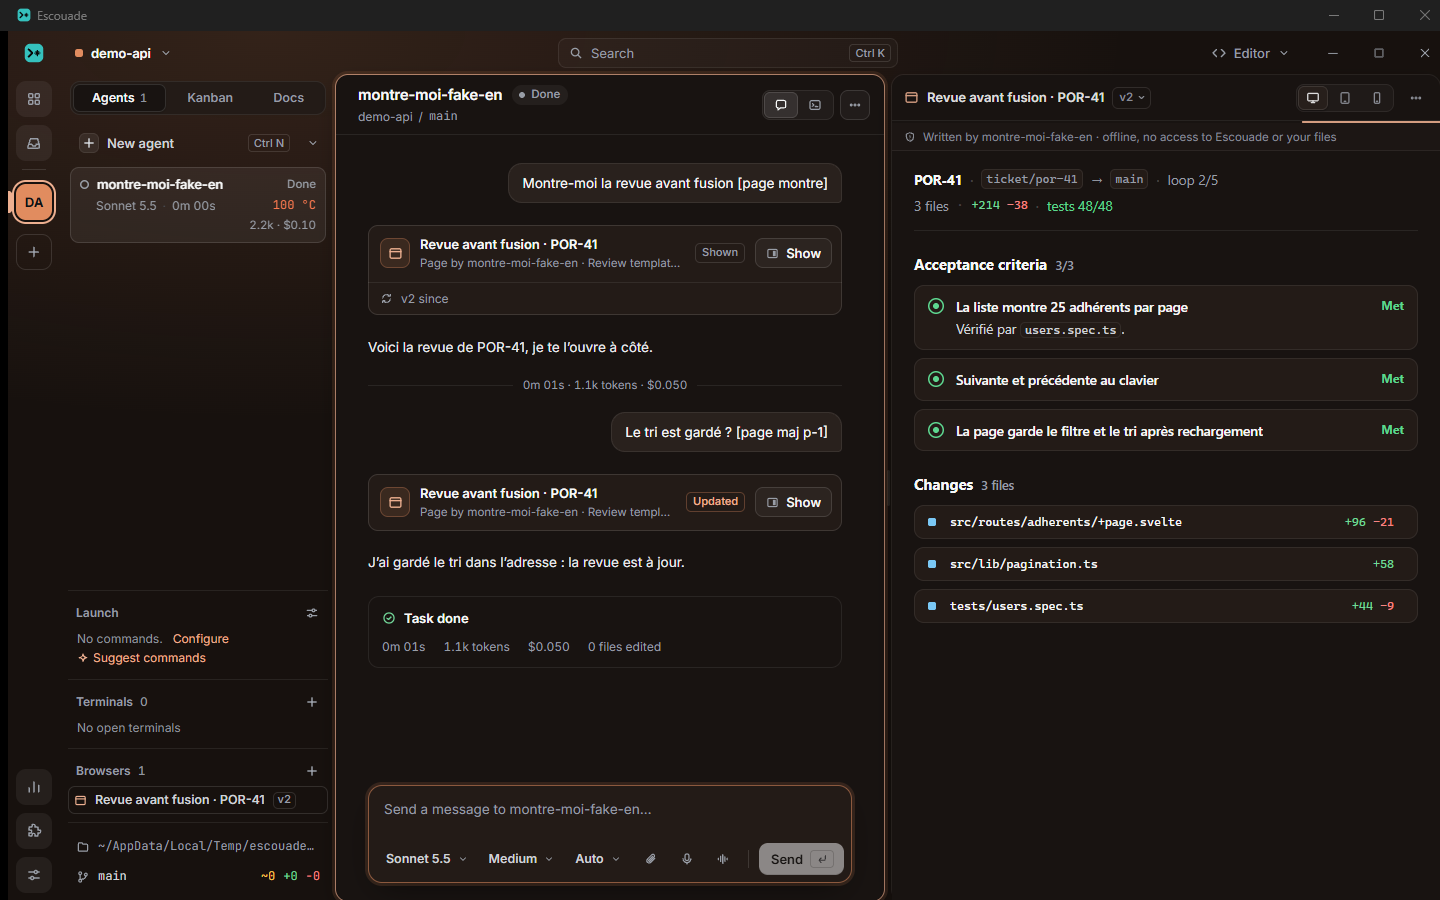 Escouade
demo-api
Search
Ctrl K
Editor
Agents 1
Kanban
Docs
New agent
Ctrl N
montre-moi-fake-en
Done
Sonnet 5.5 · 0m 00s
100 °C
2.2k · $0.10
DA
Launch
No commands. Configure
Suggest commands
Terminals 0
No open terminals
Browsers 1
Revue avant fusion · POR-41 v2
~/AppData/Local/Temp/escouade…
main
~0 +0 -0
montre-moi-fake-en
Done
demo-api / main
Montre-moi la revue avant fusion [page montre]
Revue avant fusion · POR-41
Page by montre-moi-fake-en · Review templat…
Shown
Show
v2 since
Voici la revue de POR-41, je te l’ouvre à côté.
0m 01s · 1.1k tokens · $0.050
Le tri est gardé ? [page maj p-1]
Revue avant fusion · POR-41
Page by montre-moi-fake-en · Review templ…
Updated
Show
J’ai gardé le tri dans l’adresse : la revue est à jour.
Task done
0m 01s 1.1k tokens $0.050 0 files edited
Send a message to montre-moi-fake-en…
Sonnet 5.5
Medium
Auto
Send
Revue avant fusion · POR-41
v2
Written by montre-moi-fake-en · offline, no access to Escouade or your files
POR-41 · ticket/por-41 → main · loop 2/5
3 files · +214 −38 · tests 48/48
Acceptance criteria 3/3
La liste montre 25 adhérents par page
Met
Vérifié par users.spec.ts.
Suivante et précédente au clavier
Met
La page garde le filtre et le tri après rechargement
Met
Changes 3 files
src/routes/adherents/+page.svelte
+96 −21
src/lib/pagination.ts
+58
tests/users.spec.ts
+44 −9